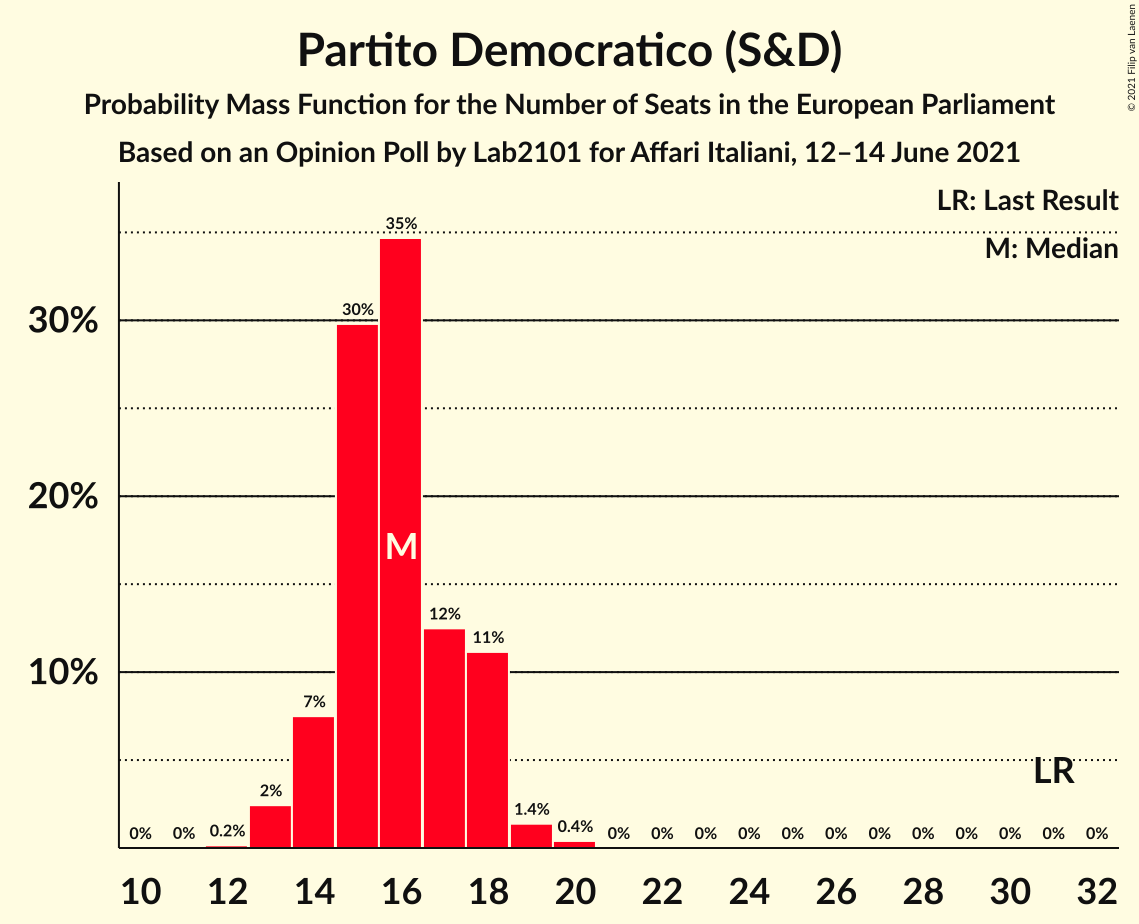 Partito Democratico (S&D)
Probability Mass Function for the Number of Seats in the European Parliament
Based on an Opinion Poll by Lab2101 for Affari Italiani, 12–14 June 2021
© 2021 Filip van Laenen
LR: Last Result
M: Median
30%
20%
10%
0%
0%
0.2%
2%
7%
30%
35%
12%
11%
1.4%
0.4%
0%
0%
0%
0%
0%
0%
0%
0%
0%
0%
0%
0%
M
LR
10 12 14 16 18 20 22 24 26 28 30 32